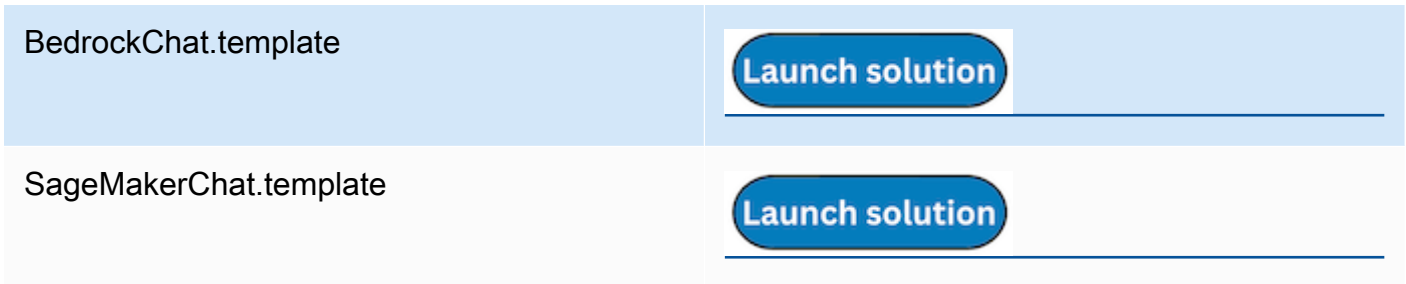 BedrockChat.template
Launch solution
SageMakerChat.template
Launch solution